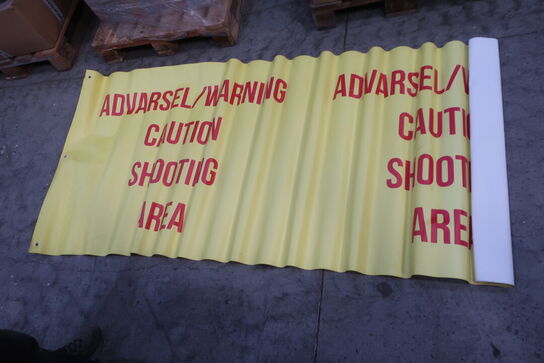 ADVARSEL/WARNING
CAUTION
SHOOTING
AREA
ADVARSEL/
CAUTI
SHOOT
AREA